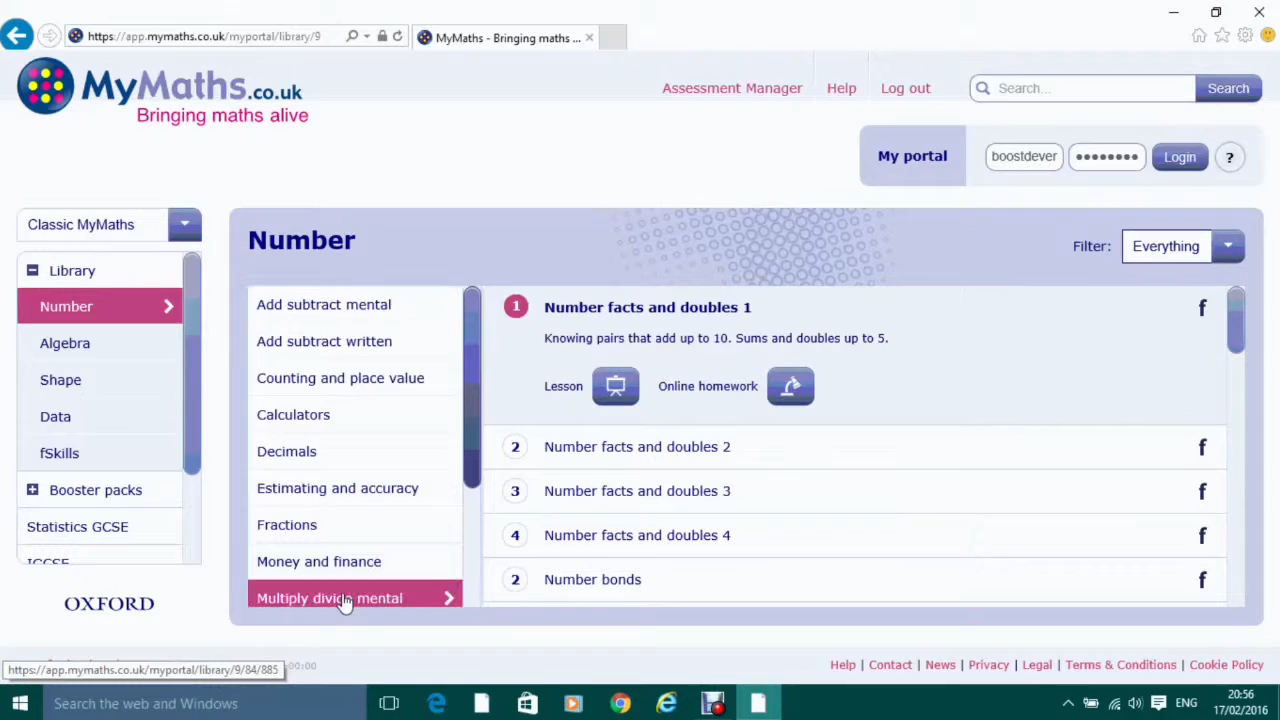 https://app.mymaths.co.uk/myportal/library/9
MyMaths - Bringing maths ...
MyMaths.co.uk
Bringing maths alive
Assessment Manager
Help
Log out
Search...
Search
My portal
boostdever
••••••••
Login
?
Classic MyMaths
Library
Number
Algebra
Shape
Data
fSkills
Booster packs
Statistics GCSE
IGCSE
OXFORD
Number
Filter:
Everything
Add subtract mental
Add subtract written
Counting and place value
Calculators
Decimals
Estimating and accuracy
Fractions
Money and finance
Multiply divide mental
1 Number facts and doubles 1 f
Knowing pairs that add up to 10. Sums and doubles up to 5.
Lesson
Online homework
2 Number facts and doubles 2 f
3 Number facts and doubles 3 f
4 Number facts and doubles 4 f
2 Number bonds f
https://app.mymaths.co.uk/myportal/library/9/84/885
:00:00
Help | Contact | News | Privacy | Legal | Terms & Conditions | Cookie Policy
Search the web and Windows
ENG
20:56
17/02/2016